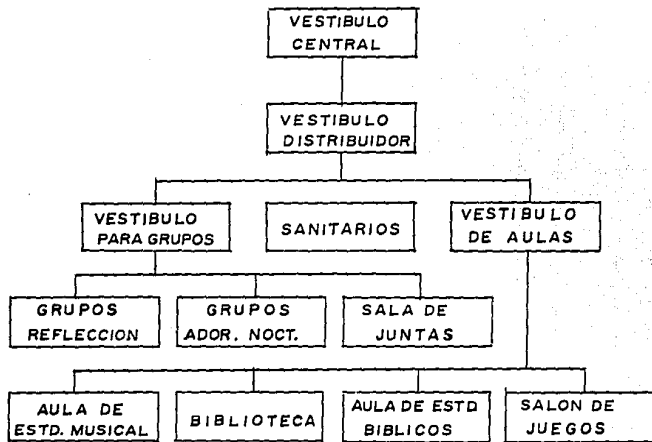 VESTIBULO
CENTRAL
VESTIBULO
DISTRIBUIDOR
VESTIBULO
PARA GRUPOS
SANITARIOS
VESTIBULO
DE AULAS
GRUPOS
REFLECCION
GRUPOS
ADOR. NOCT.
SALA DE
JUNTAS
AULA DE
ESTD. MUSICAL
BIBLIOTECA
AULA DE ESTD
BIBLICOS
SALON DE
JUEGOS